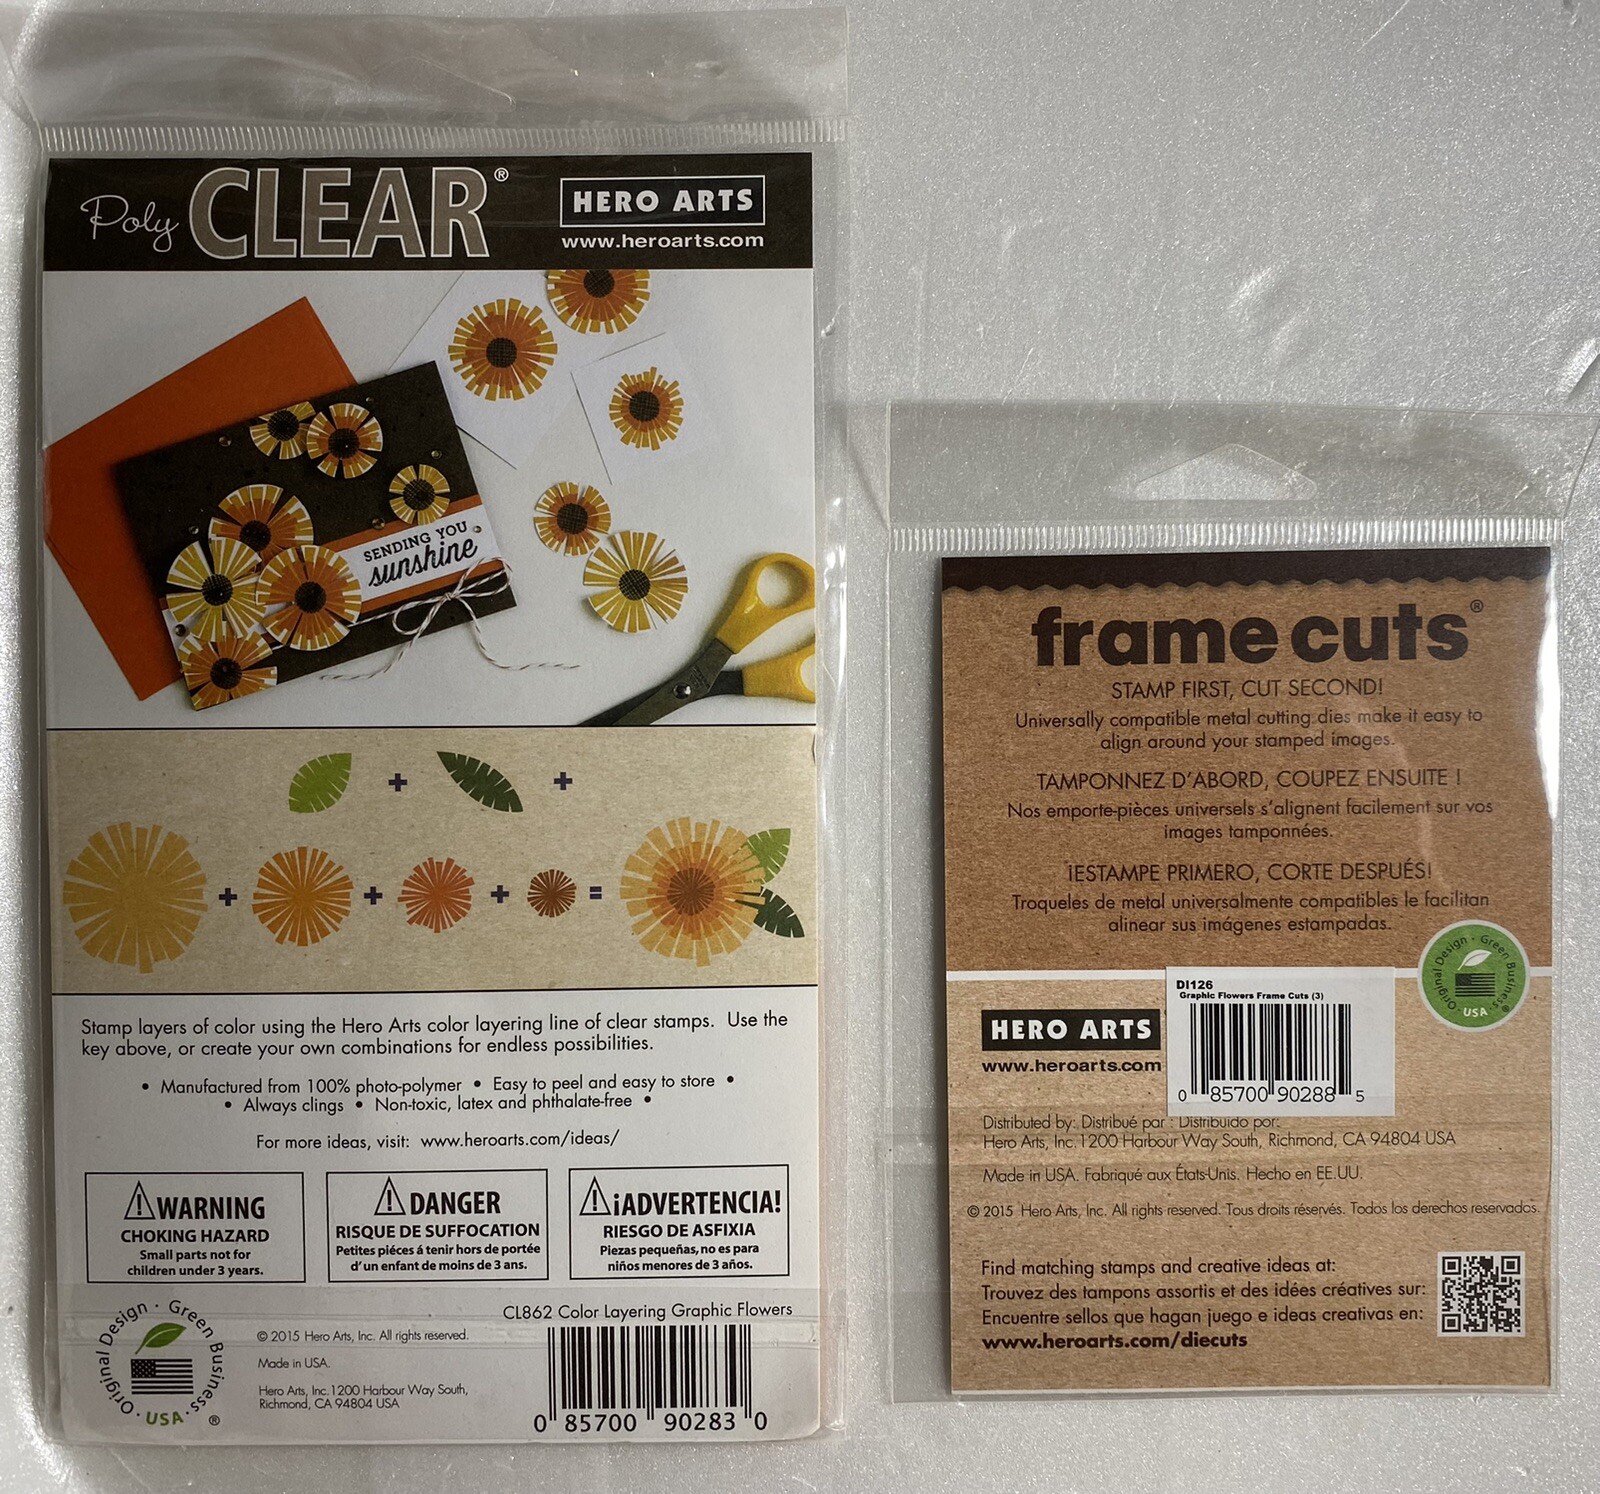 Poly CLEAR®
HERO ARTS
www.heroarts.com
SENDING YOU
sunshine
+ +
+ + + =
Stamp layers of color using the Hero Arts color layering line of clear stamps. Use the
key above, or create your own combinations for endless possibilities.
• Manufactured from 100% photo-polymer • Easy to peel and easy to store •
• Always clings • Non-toxic, latex and phthalate-free •
For more ideas, visit: www.heroarts.com/ideas/
WARNING
CHOKING HAZARD
Small parts not for
children under 3 years.
DANGER
RISQUE DE SUFFOCATION
Petites piéces á tenir hors de portée
d'un enfant de moins de 3 ans.
¡ADVERTENCIA!
RIESGO DE ASFIXIA
Piezas pequeñas, no es para
niños menores de 3 años.
Original Design · Green Business · USA ®
© 2015 Hero Arts, Inc. All rights reserved.
Made in USA.
Hero Arts, Inc. 1200 Harbour Way South,
Richmond, CA 94804 USA
CL862 Color Layering Graphic Flowers
0 85700 90283 0
frame cuts®
STAMP FIRST, CUT SECOND!
Universally compatible metal cutting dies make it easy to
align around your stamped images.
TAMPONNEZ D'ABORD, COUPEZ ENSUITE !
Nos emporte-pièces universels s'alignent facilement sur vos
images tamponnées.
¡ESTAMPE PRIMERO, CORTE DESPUÉS!
Troqueles de metal universalmente compatibles le facilitan
alinear sus imágenes estampadas.
Original Design · Green Business · USA ®
DI126
Graphic Flowers Frame Cuts (3)
0 85700 90288 5
HERO ARTS
www.heroarts.com
Distributed by: Distribué par : Distribuido por:
Hero Arts, Inc. 1200 Harbour Way South, Richmond, CA 94804 USA
Made in USA. Fabriqué aux États-Unis. Hecho en EE.UU.
© 2015 Hero Arts, Inc. All rights reserved. Tous droits réservés. Todos los derechos reservados.
Find matching stamps and creative ideas at:
Trouvez des tampons assortis et des idées créatives sur:
Encuentre sellos que hagan juego e ideas creativas en:
www.heroarts.com/diecuts